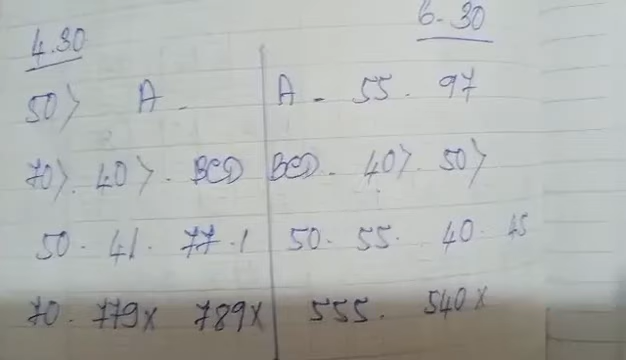 4.30 6.30
50> A - A - 55. 97
70>. 40>. BCD BCD. 40>. 50>
50. 41. 77.1 50. 55. 40. 45
70. 779x 789x 555. 540x